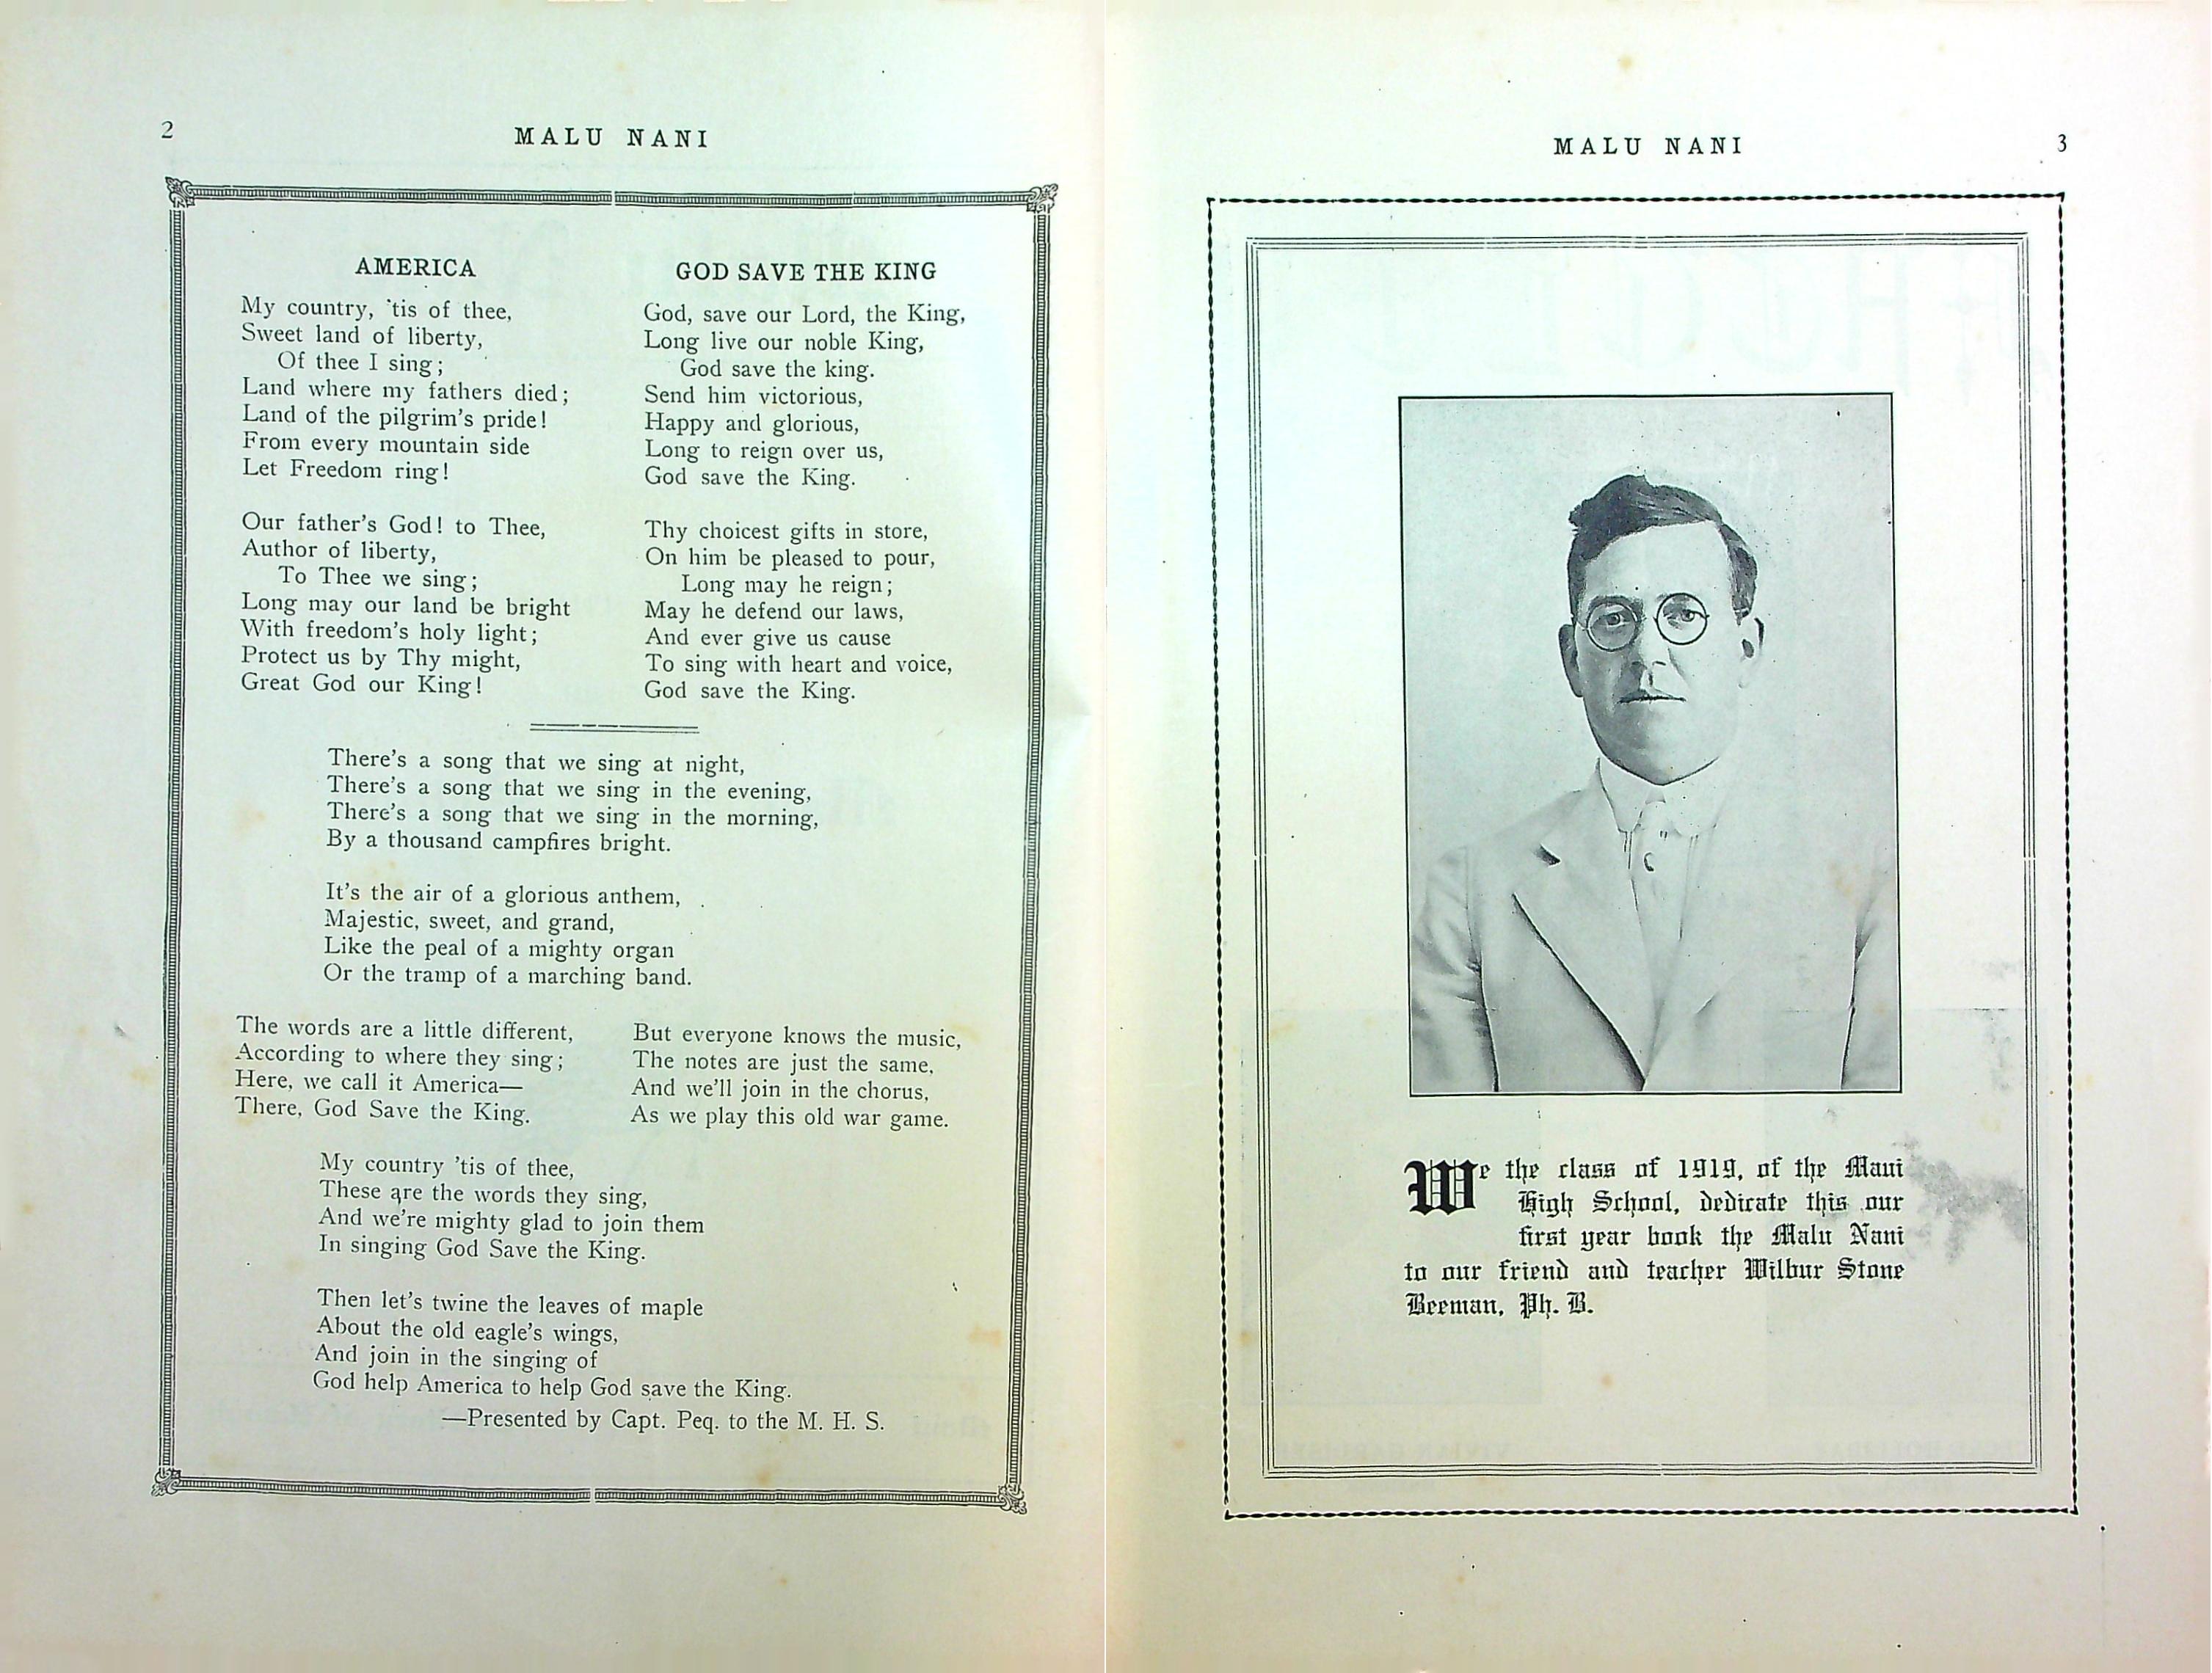 2
MALU NANI
AMERICA
My country, 'tis of thee,
Sweet land of liberty,
Of thee I sing;
Land where my fathers died;
Land of the pilgrim's pride!
From every mountain side
Let Freedom ring!
Our father's God! to Thee,
Author of liberty,
To Thee we sing;
Long may our land be bright
With freedom's holy light;
Protect us by Thy might,
Great God our King!
GOD SAVE THE KING
God, save our Lord, the King,
Long live our noble King,
God save the king.
Send him victorious,
Happy and glorious,
Long to reign over us,
God save the King.
Thy choicest gifts in store,
On him be pleased to pour,
Long may he reign;
May he defend our laws,
And ever give us cause
To sing with heart and voice,
God save the King.
There's a song that we sing at night,
There's a song that we sing in the evening,
There's a song that we sing in the morning,
By a thousand campfires bright.
It's the air of a glorious anthem,
Majestic, sweet, and grand,
Like the peal of a mighty organ
Or the tramp of a marching band.
The words are a little different,
According to where they sing;
Here, we call it America—
There, God Save the King.
But everyone knows the music,
The notes are just the same,
And we'll join in the chorus,
As we play this old war game.
My country 'tis of thee,
These are the words they sing,
And we're mighty glad to join them
In singing God Save the King.
Then let's twine the leaves of maple
About the old eagle's wings,
And join in the singing of
God help America to help God save the King.
—Presented by Capt. Peq. to the M. H. S.
MALU NANI
3
We the class of 1919, of the Maui
High School, dedicate this our
first year book the Malu Nani
to our friend and teacher Wilbur Stone
Beeman, Ph. B.